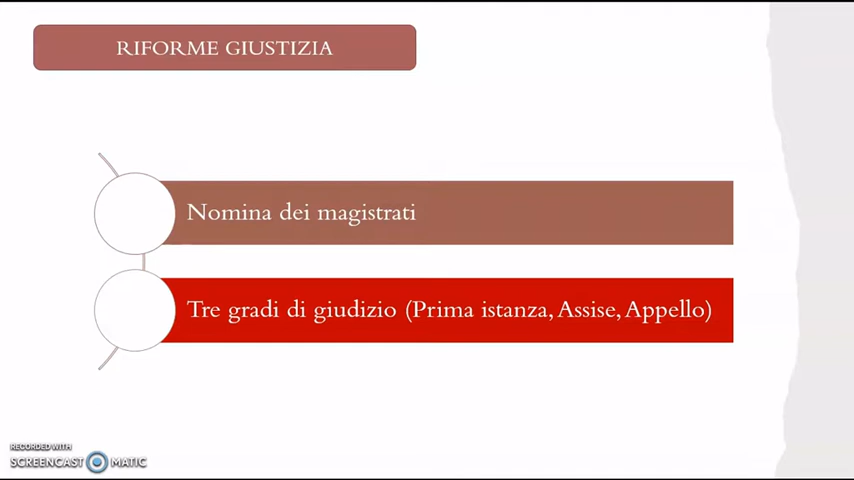 RIFORME GIUSTIZIA
Nomina dei magistrati
Tre gradi di giudizio (Prima istanza, Assise, Appello)
RECORDED WITH
SCREENCAST MATIC